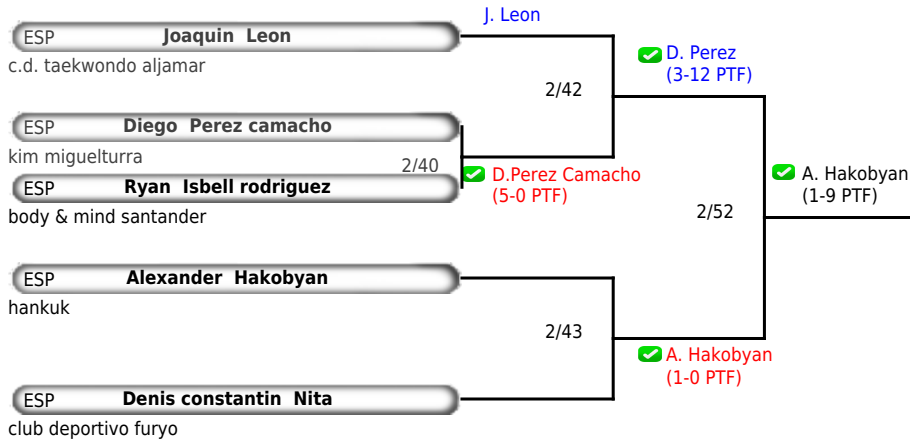 J. Leon
ESP Joaquin Leon
c.d. taekwondo aljamar
D. Perez
(3-12 PTF)
2/42
ESP Diego Perez camacho
kim miguelturra
2/40
D.Perez Camacho
(5-0 PTF)
ESP Ryan Isbell rodriguez
body & mind santander
A. Hakobyan
(1-9 PTF)
2/52
ESP Alexander Hakobyan
hankuk
2/43
A. Hakobyan
(1-0 PTF)
ESP Denis constantin Nita
club deportivo furyo